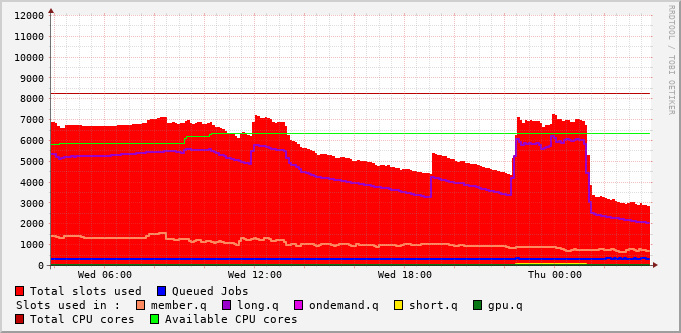 RRDTOOL / TOBI OETIKER
12000
11000
10000
9000
8000
7000
6000
5000
4000
3000
2000
1000
0
Wed 06:00 Wed 12:00 Wed 18:00 Thu 00:00
Total slots used Queued Jobs
Slots used in : member.q long.q ondemand.q short.q gpu.q
Total CPU cores Available CPU cores